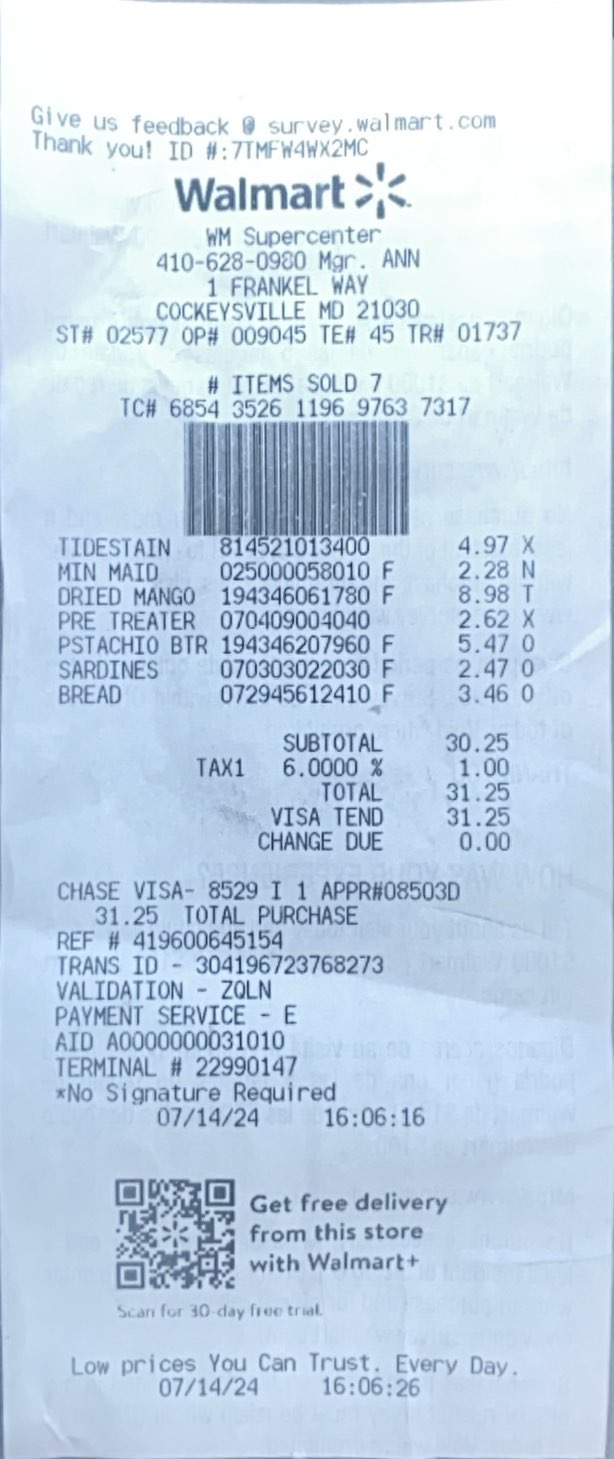 Give us feedback @ survey.walmart.com
Thank you! ID #:7TMFW4WX2MC
Walmart
WM Supercenter
410-628-0980 Mgr. ANN
1 FRANKEL WAY
COCKEYSVILLE MD 21030
ST# 02577 OP# 009045 TE# 45 TR# 01737
# ITEMS SOLD 7
TC# 6854 3526 1196 9763 7317
TIDESTAIN 814521013400 4.97 X
MIN MAID 025000058010 F 2.28 N
DRIED MANGO 194346061780 F 8.98 T
PRE TREATER 070409004040 2.62 X
PSTACHIO BTR 194346207960 F 5.47 O
SARDINES 070303022030 F 2.47 O
BREAD 072945612410 F 3.46 O
SUBTOTAL 30.25
TAX1 6.0000 % 1.00
TOTAL 31.25
VISA TEND 31.25
CHANGE DUE 0.00
CHASE VISA- 8529 I 1 APPR#08503D
31.25 TOTAL PURCHASE
REF # 419600645154
TRANS ID - 304196723768273
VALIDATION - ZQLN
PAYMENT SERVICE - E
AID A0000000031010
TERMINAL # 22990147
*No Signature Required
07/14/24 16:06:16
Get free delivery
from this store
with Walmart+
Scan for 30-day free trial.
Low prices You Can Trust. Every Day.
07/14/24 16:06:26